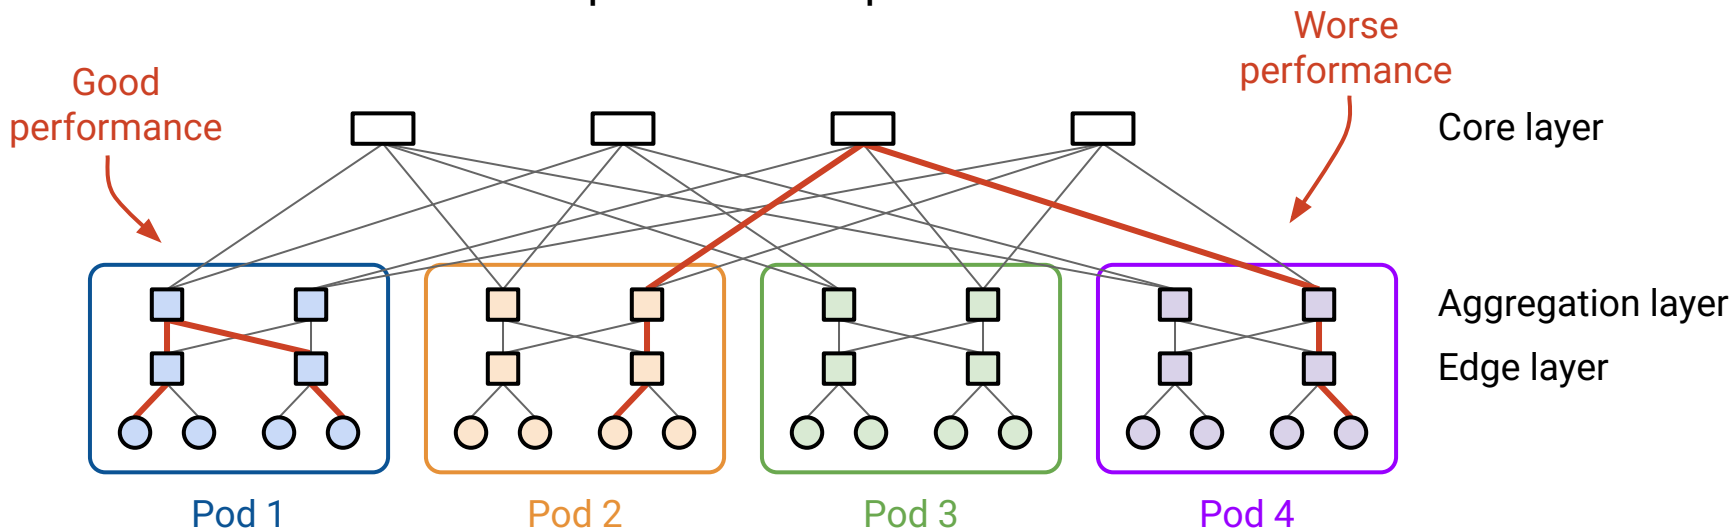 Worse
performance
Good
performance
Core layer
Aggregation layer
Edge layer
Pod 1
Pod 2
Pod 3
Pod 4